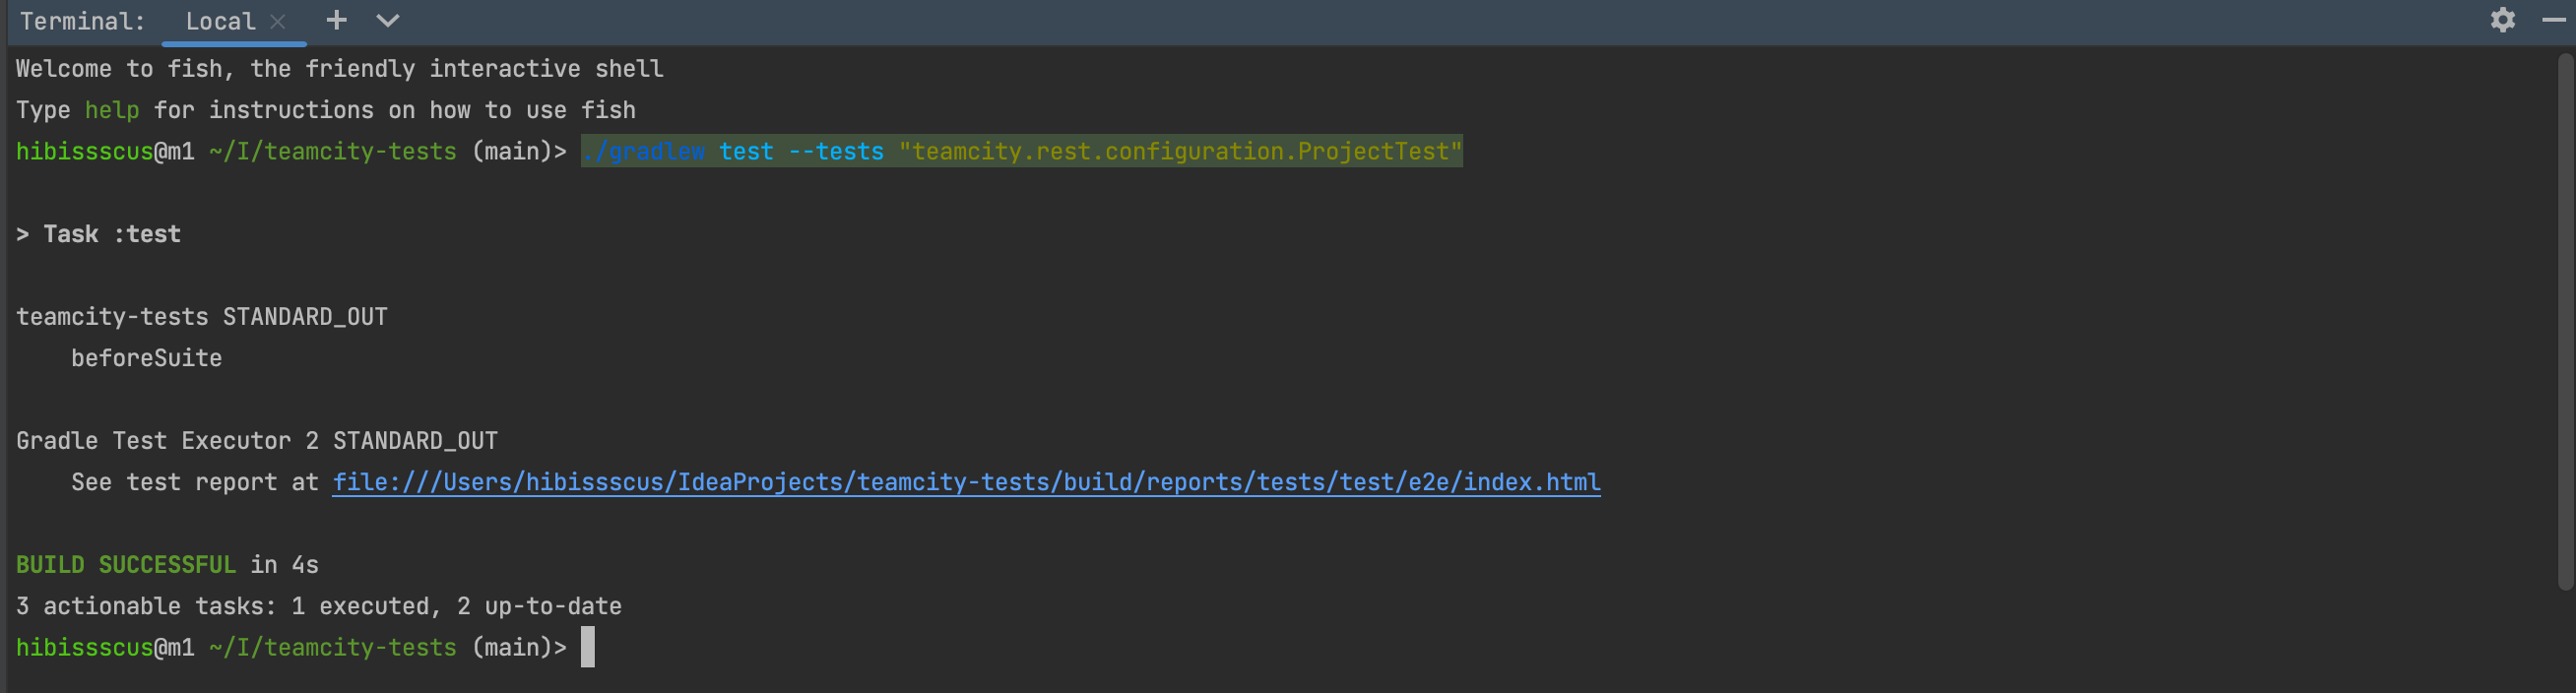 Terminal: Local
Welcome to fish, the friendly interactive shell
Type help for instructions on how to use fish
hibissscus@m1 ~/I/teamcity-tests (main)> ./gradlew test --tests "teamcity.rest.configuration.ProjectTest"
> Task :test
teamcity-tests STANDARD_OUT
beforeSuite
Gradle Test Executor 2 STANDARD_OUT
See test report at file:///Users/hibissscus/IdeaProjects/teamcity-tests/build/reports/tests/test/e2e/index.html
BUILD SUCCESSFUL in 4s
3 actionable tasks: 1 executed, 2 up-to-date
hibissscus@m1 ~/I/teamcity-tests (main)>